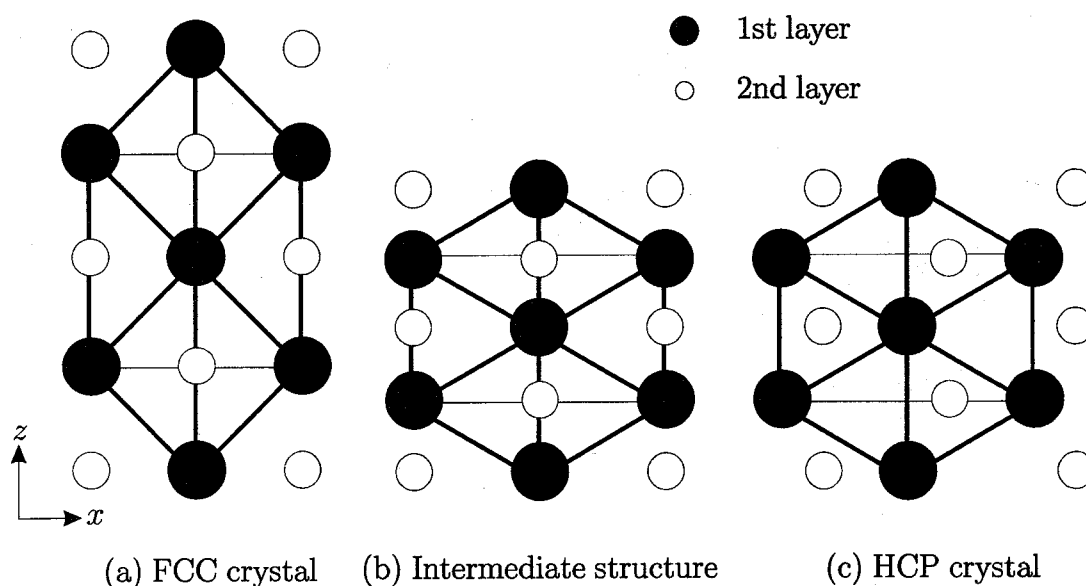 1st layer
2nd layer
z
x
(a) FCC crystal
(b) Intermediate structure
(c) HCP crystal